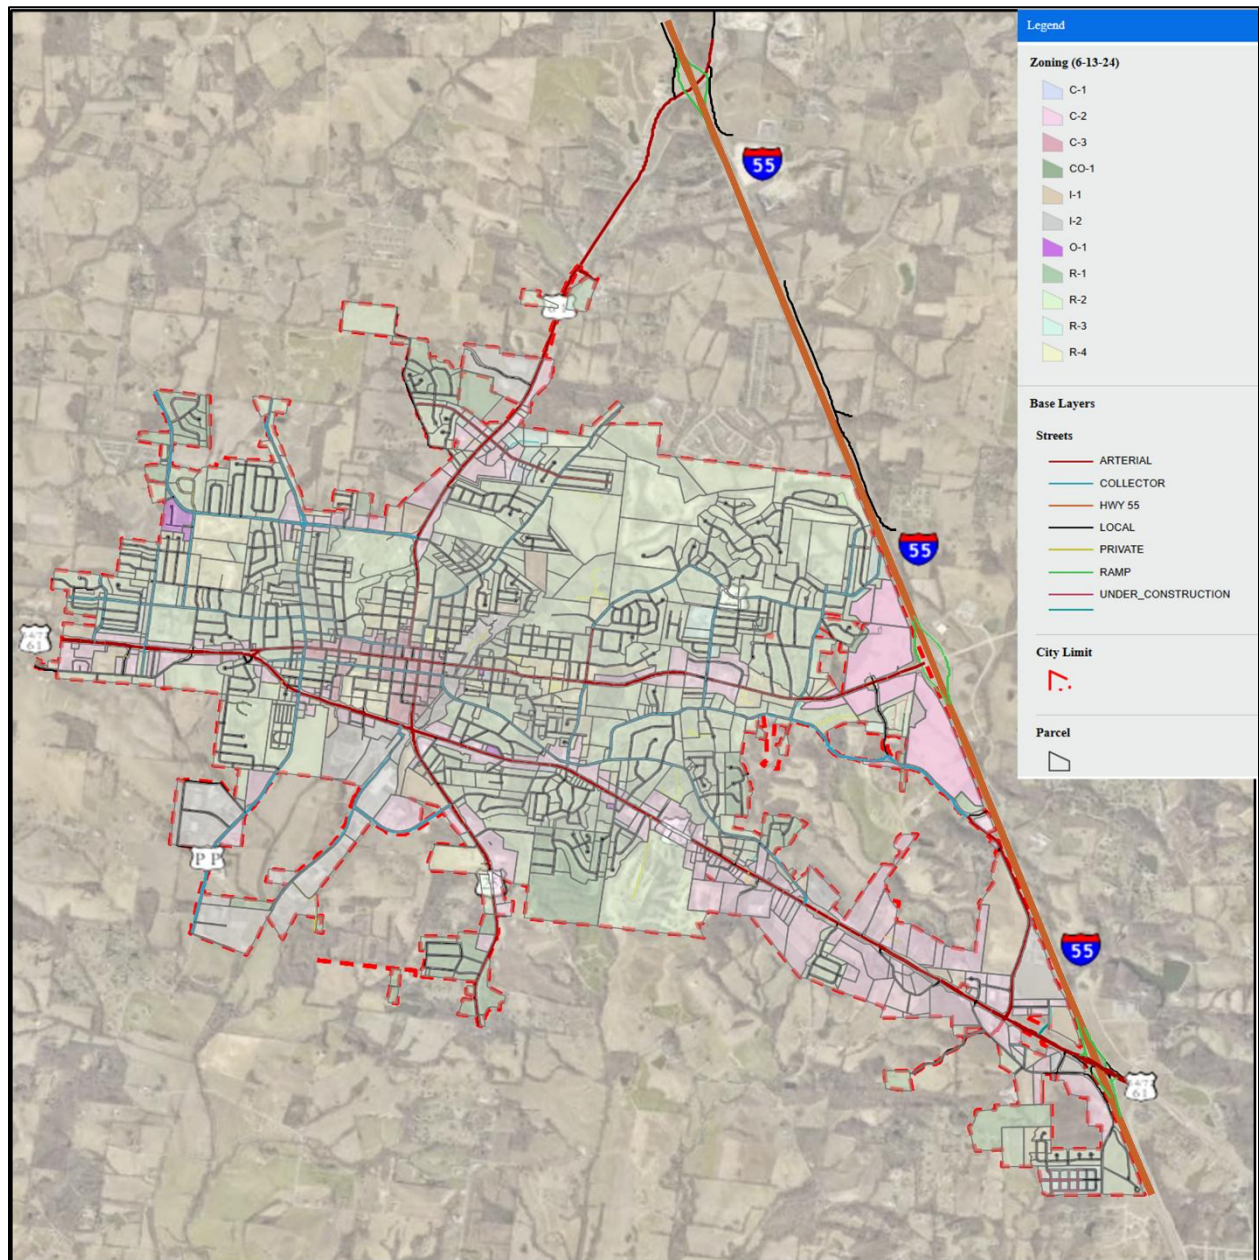 Legend
Zoning (6-13-24)
C-1
C-2
C-3
CO-1
I-1
I-2
O-1
R-1
R-2
R-3
R-4
Base Layers
Streets
ARTERIAL
COLLECTOR
HWY 55
LOCAL
PRIVATE
RAMP
UNDER_CONSTRUCTION
City Limit
Parcel
55
55
61
P P
55
61